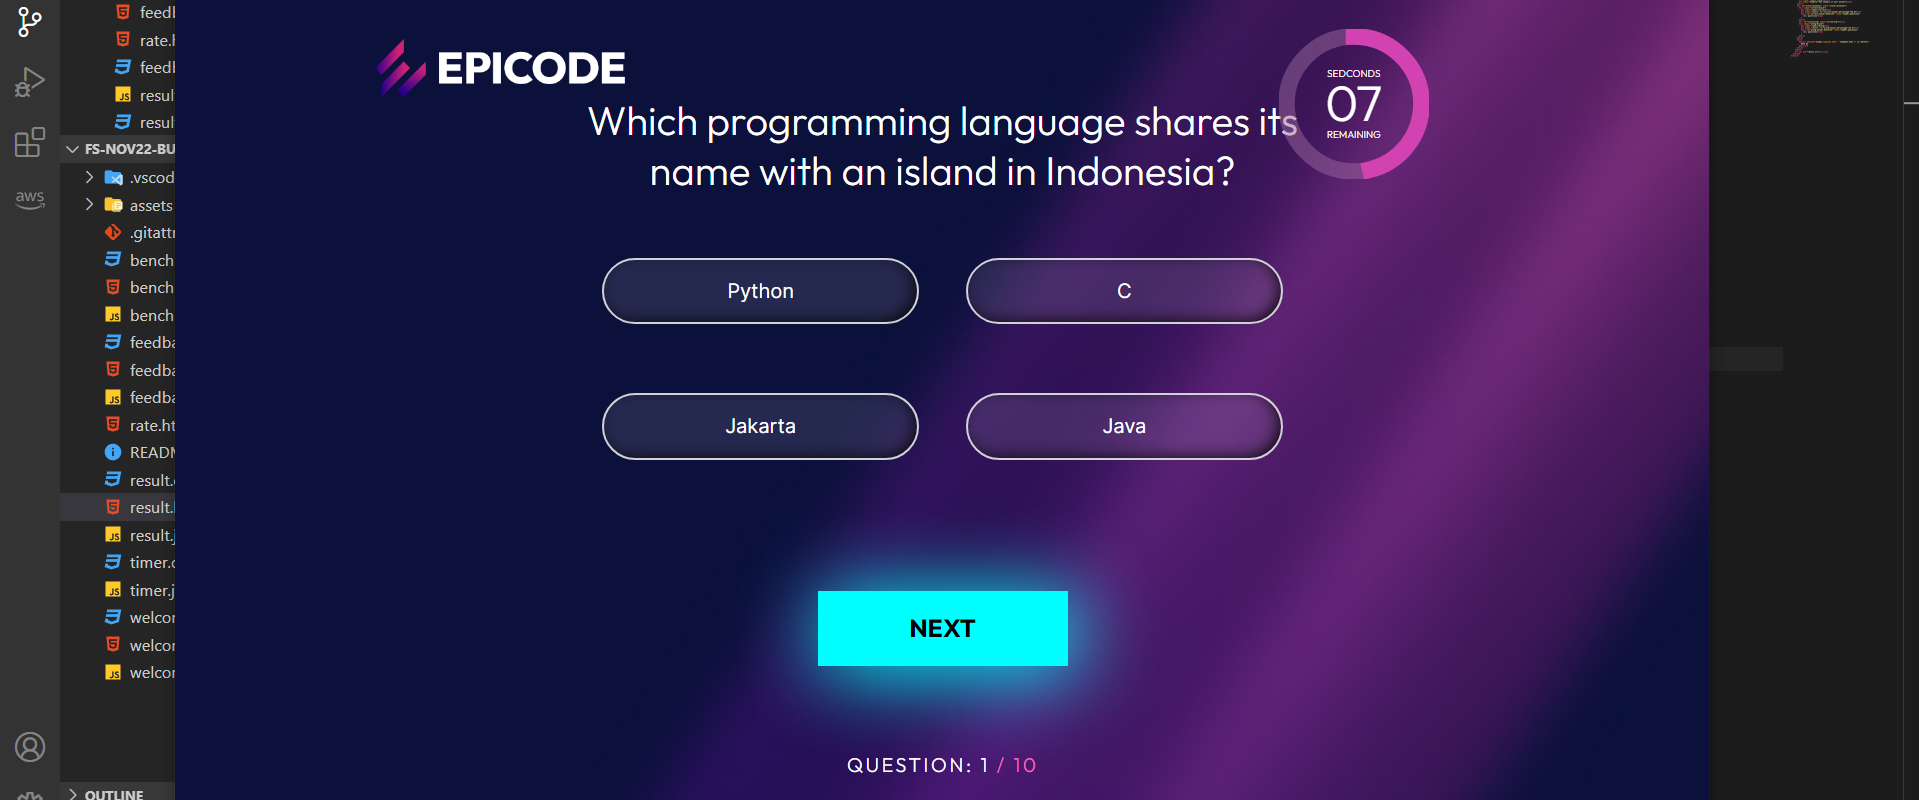 feedb
rate.h
feedb
resul
resul
FS-NOV22-BU
.vscod
assets
.gitattr
bench
bench
bench
feedba
feedba
feedba
rate.ht
READM
result.c
result.h
result.j
timer.c
timer.j
welcor
welcor
welcor
OUTLINE
aws
EPICODE
SEDCONDS
07
REMAINING
Which programming language shares its
name with an island in Indonesia?
Python
C
Jakarta
Java
NEXT
QUESTION: 1 / 10